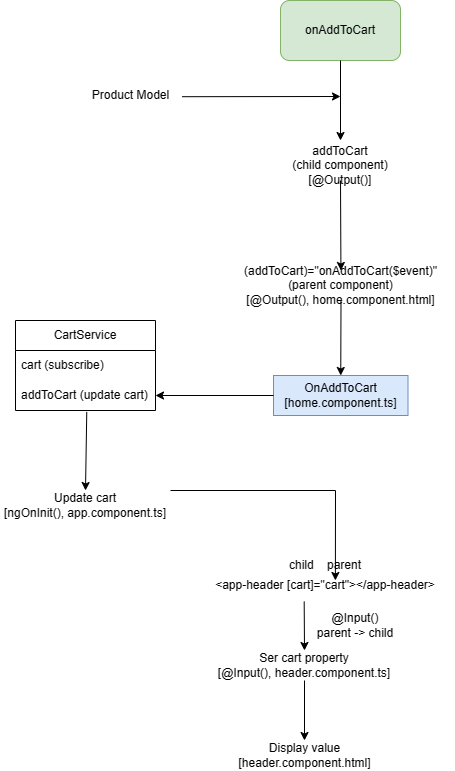 onAddToCart
Product Model
addToCart
(child component)
[@Output()]
(addToCart)="onAddToCart($event)"
(parent component)
[@Output(), home.component.html]
CartService
cart (subscribe)
addToCart (update cart)
OnAddToCart
[home.component.ts]
Update cart
[ngOnInit(), app.component.ts]
child parent
<app-header [cart]="cart"></app-header>
@Input()
parent -> child
Ser cart property
[@Input(), header.component.ts]
Display value
[header.component.html]